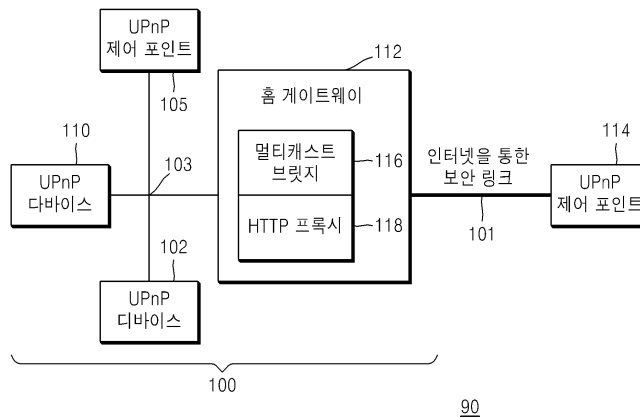 UPnP
제어 포인트
105
112
홈 게이트웨이
110
UPnP
다바이스
103
멀티캐스트
브릿지
116
HTTP 프록시
118
인터넷을 통한
보안 링크
101
114
UPnP
제어 포인트
102
UPnP
디바이스
100
90